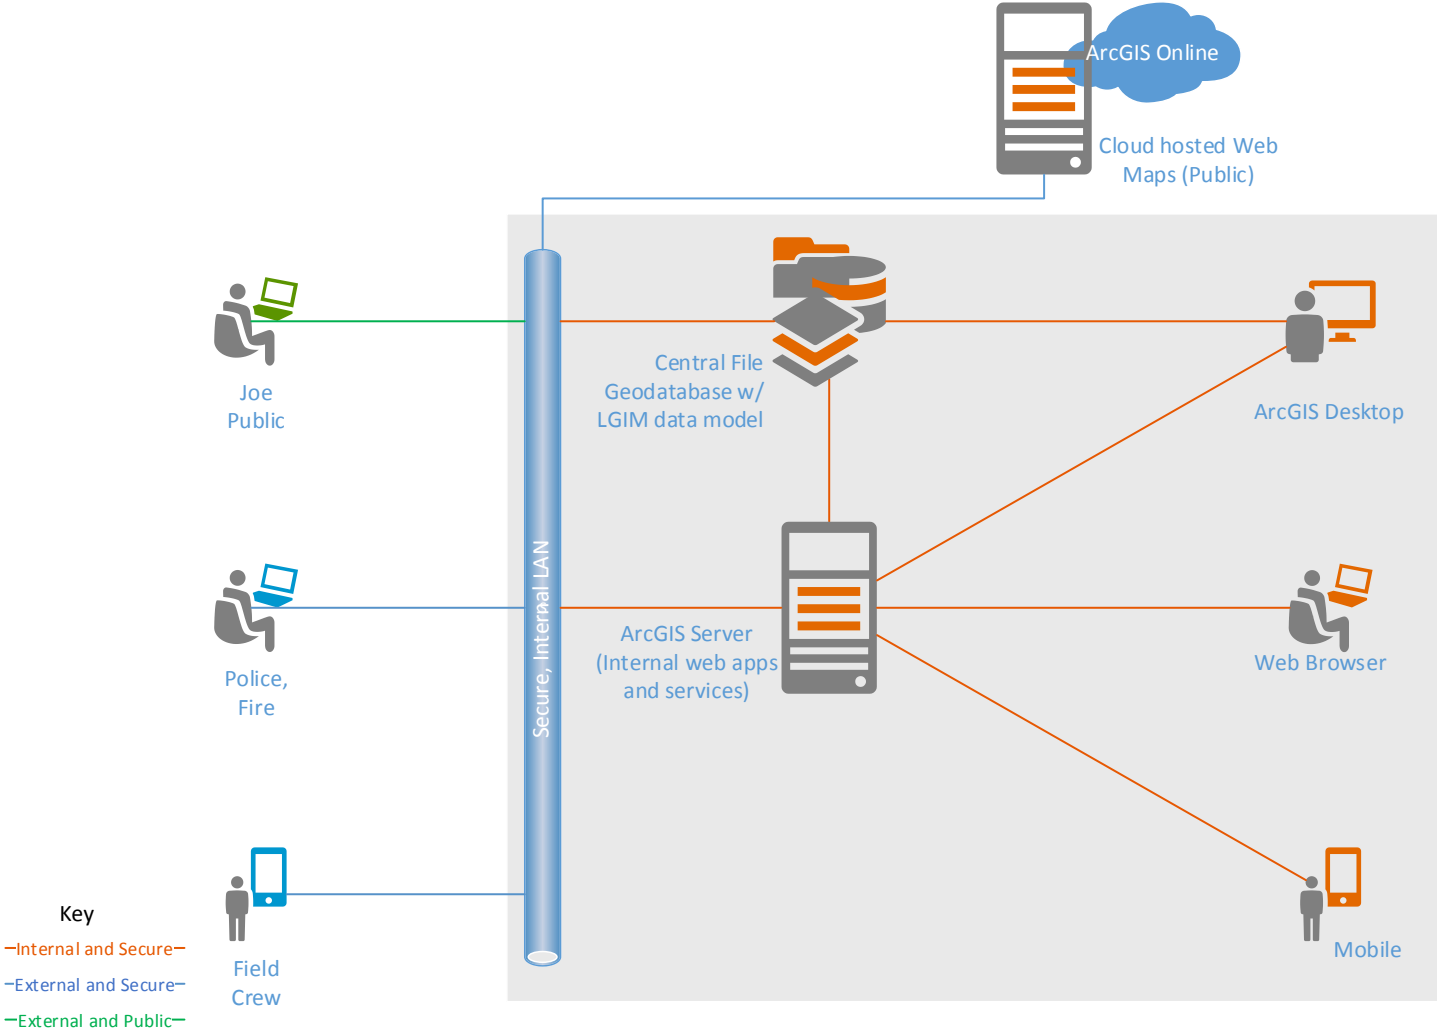 ArcGIS Online
Cloud hosted Web
Maps (Public)
Joe
Public
Central File
Geodatabase w/
LGIM data model
ArcGIS Desktop
Secure, Internal LAN
Police,
Fire
ArcGIS Server
(Internal web apps
and services)
Web Browser
Field
Crew
Mobile
Key
Internal and Secure
External and Secure
External and Public